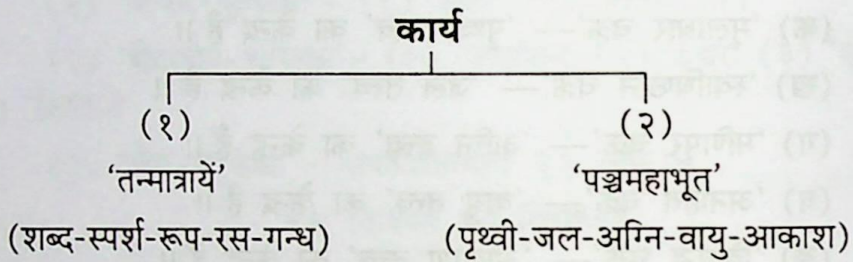 कार्य
(१) (२)
‘तन्मात्रायें’ ‘पञ्चमहाभूत’
(शब्द-स्पर्श-रूप-रस-गन्ध) (पृथ्वी-जल-अग्नि-वायु-आकाश)